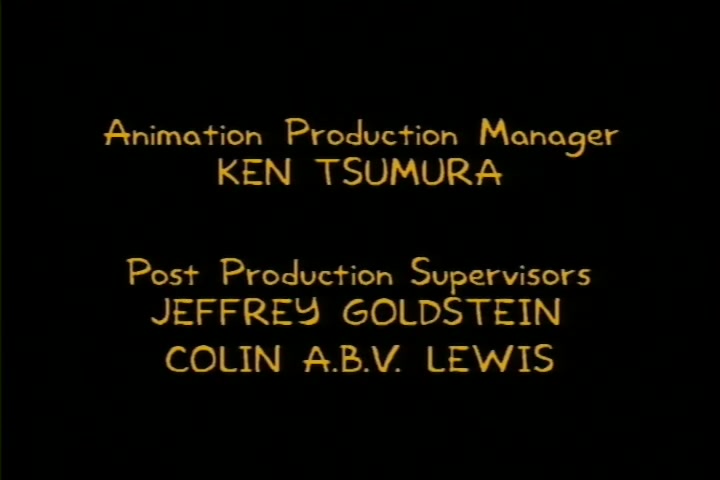 Animation Production Manager
KEN TSUMURA
Post Production Supervisors
JEFFREY GOLDSTEIN
COLIN A.B.V. LEWIS